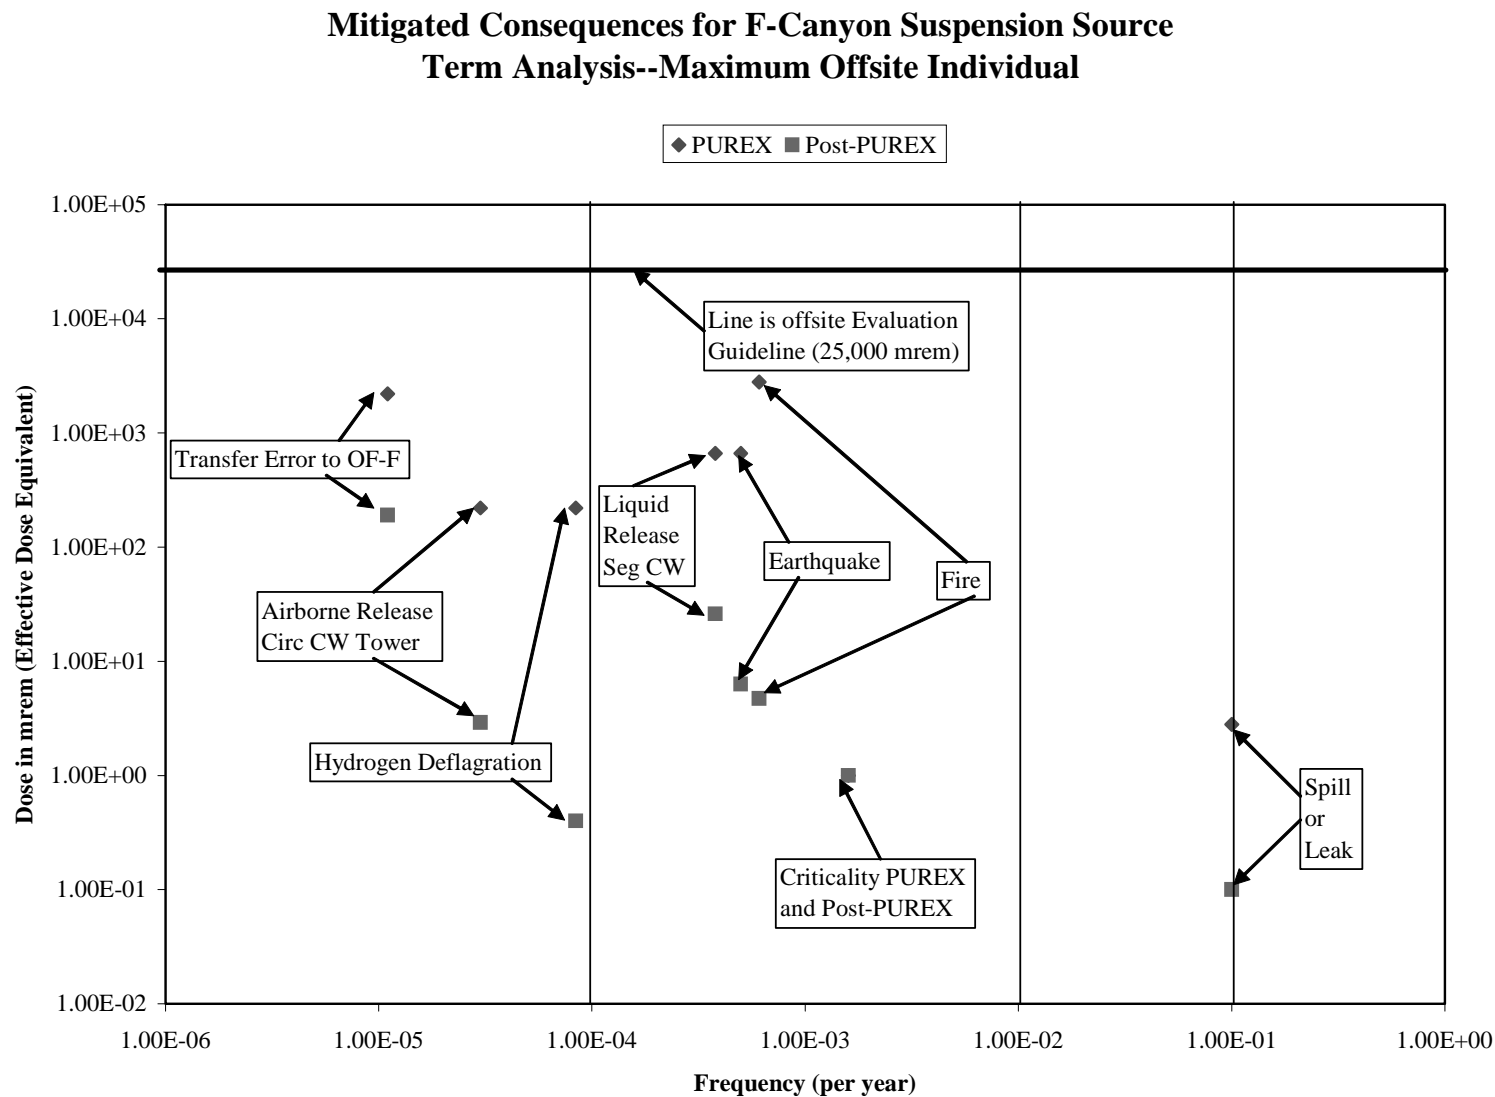 Mitigated Consequences for F-Canyon Suspension Source
Term Analysis--Maximum Offsite Individual
PUREX Post-PUREX
1.00E+05
1.00E+04
1.00E+03
1.00E+02
1.00E+01
1.00E+00
1.00E-01
1.00E-02
Dose in mrem (Effective Dose Equivalent)
Line is offsite Evaluation
Guideline (25,000 mrem)
Transfer Error to OF-F
Liquid
Release
Seg CW
Earthquake
Fire
Airborne Release
Circ CW Tower
Hydrogen Deflagration
Spill
or
Leak
Criticality PUREX
and Post-PUREX
1.00E-06 1.00E-05 1.00E-04 1.00E-03 1.00E-02 1.00E-01 1.00E+00
Frequency (per year)